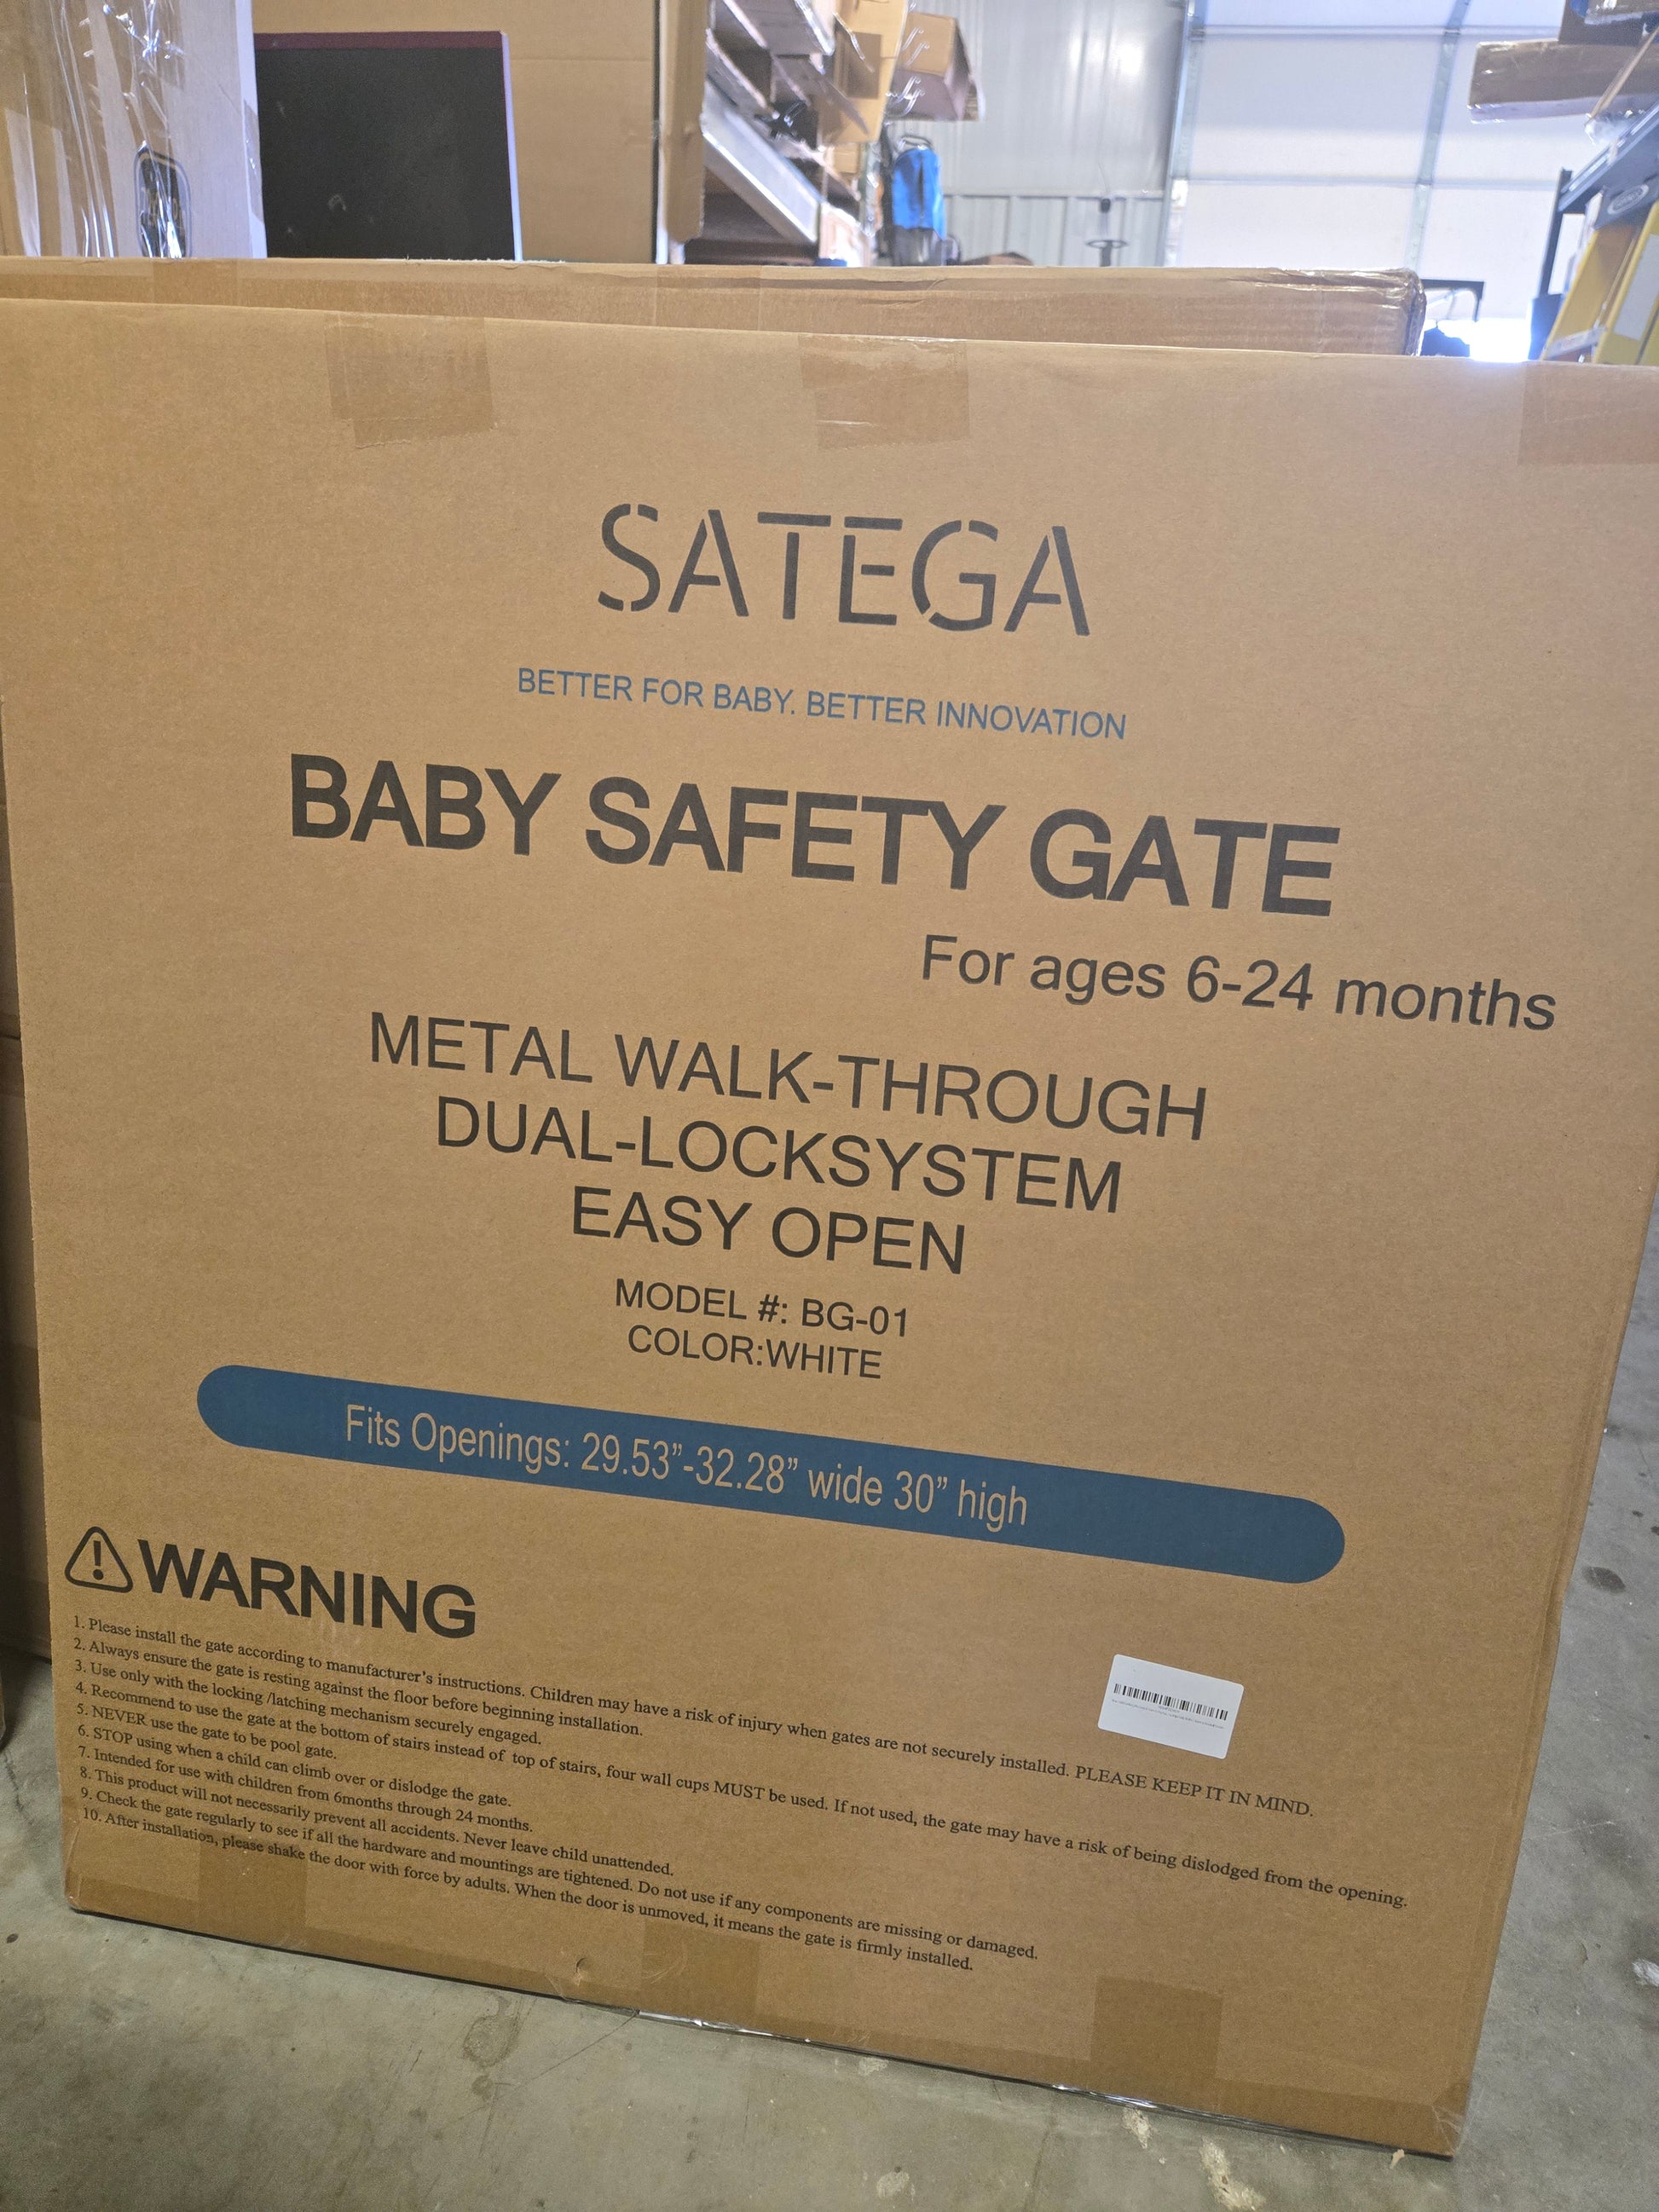 SATEGA
BETTER FOR BABY. BETTER INNOVATION
BABY SAFETY GATE
For ages 6-24 months
METAL WALK-THROUGH
DUAL-LOCKSYSTEM
EASY OPEN
MODEL #: BG-01
COLOR:WHITE
Fits Openings: 29.53”-32.28” wide 30” high
WARNING
1. Please install the gate according to manufacturer's instructions. Children may have a risk of injury when gates are not securely installed. PLEASE KEEP IT IN MIND.
2. Always ensure the gate is resting against the floor before beginning installation.
3. Use only with the locking /latching mechanism securely engaged.
4. Recommend to use the gate at the bottom of stairs instead of top of stairs, four wall cups MUST be used. If not used, the gate may have a risk of being dislodged from the opening.
5. NEVER use the gate to be pool gate.
6. STOP using when a child can climb over or dislodge the gate.
7. Intended for use with children from 6months through 24 months.
8. This product will not necessarily prevent all accidents. Never leave child unattended.
9. Check the gate regularly to see if all the hardware and mountings are tightened. Do not use if any components are missing or damaged.
10. After installation, please shake the door with force by adults. When the door is unmoved, it means the gate is firmly installed.